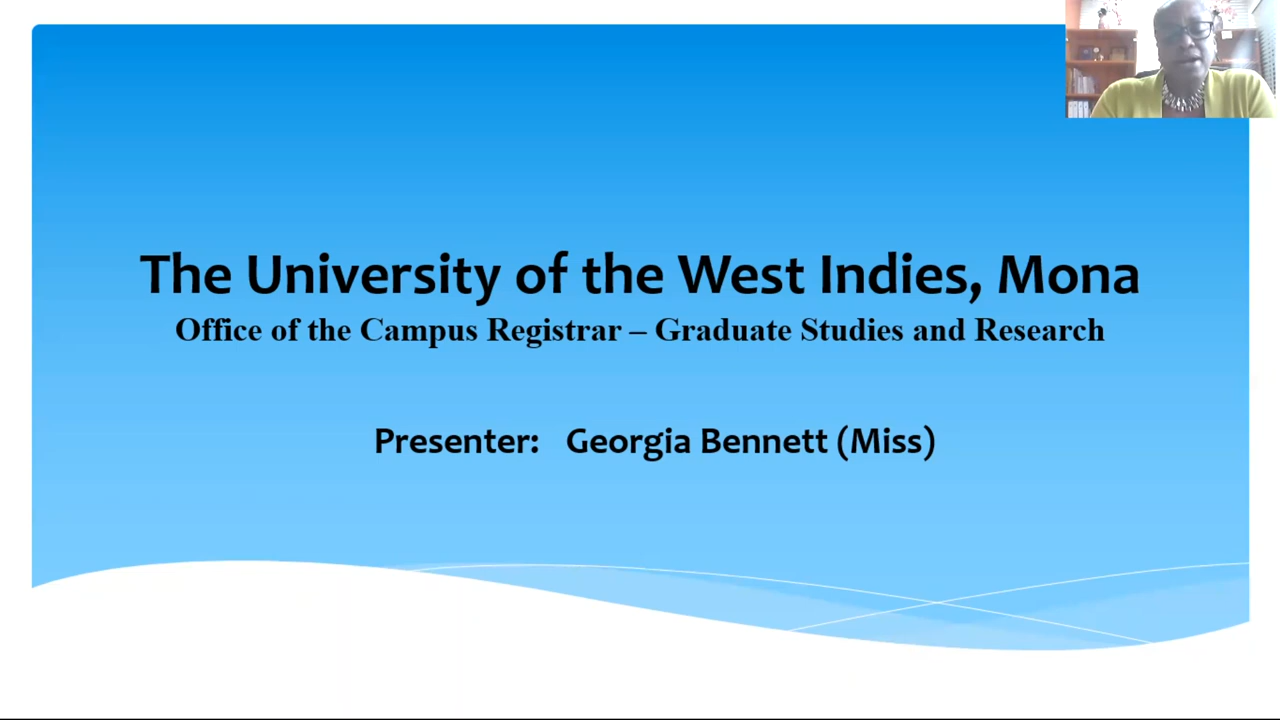 The University of the West Indies, Mona
Office of the Campus Registrar – Graduate Studies and Research
Presenter: Georgia Bennett (Miss)